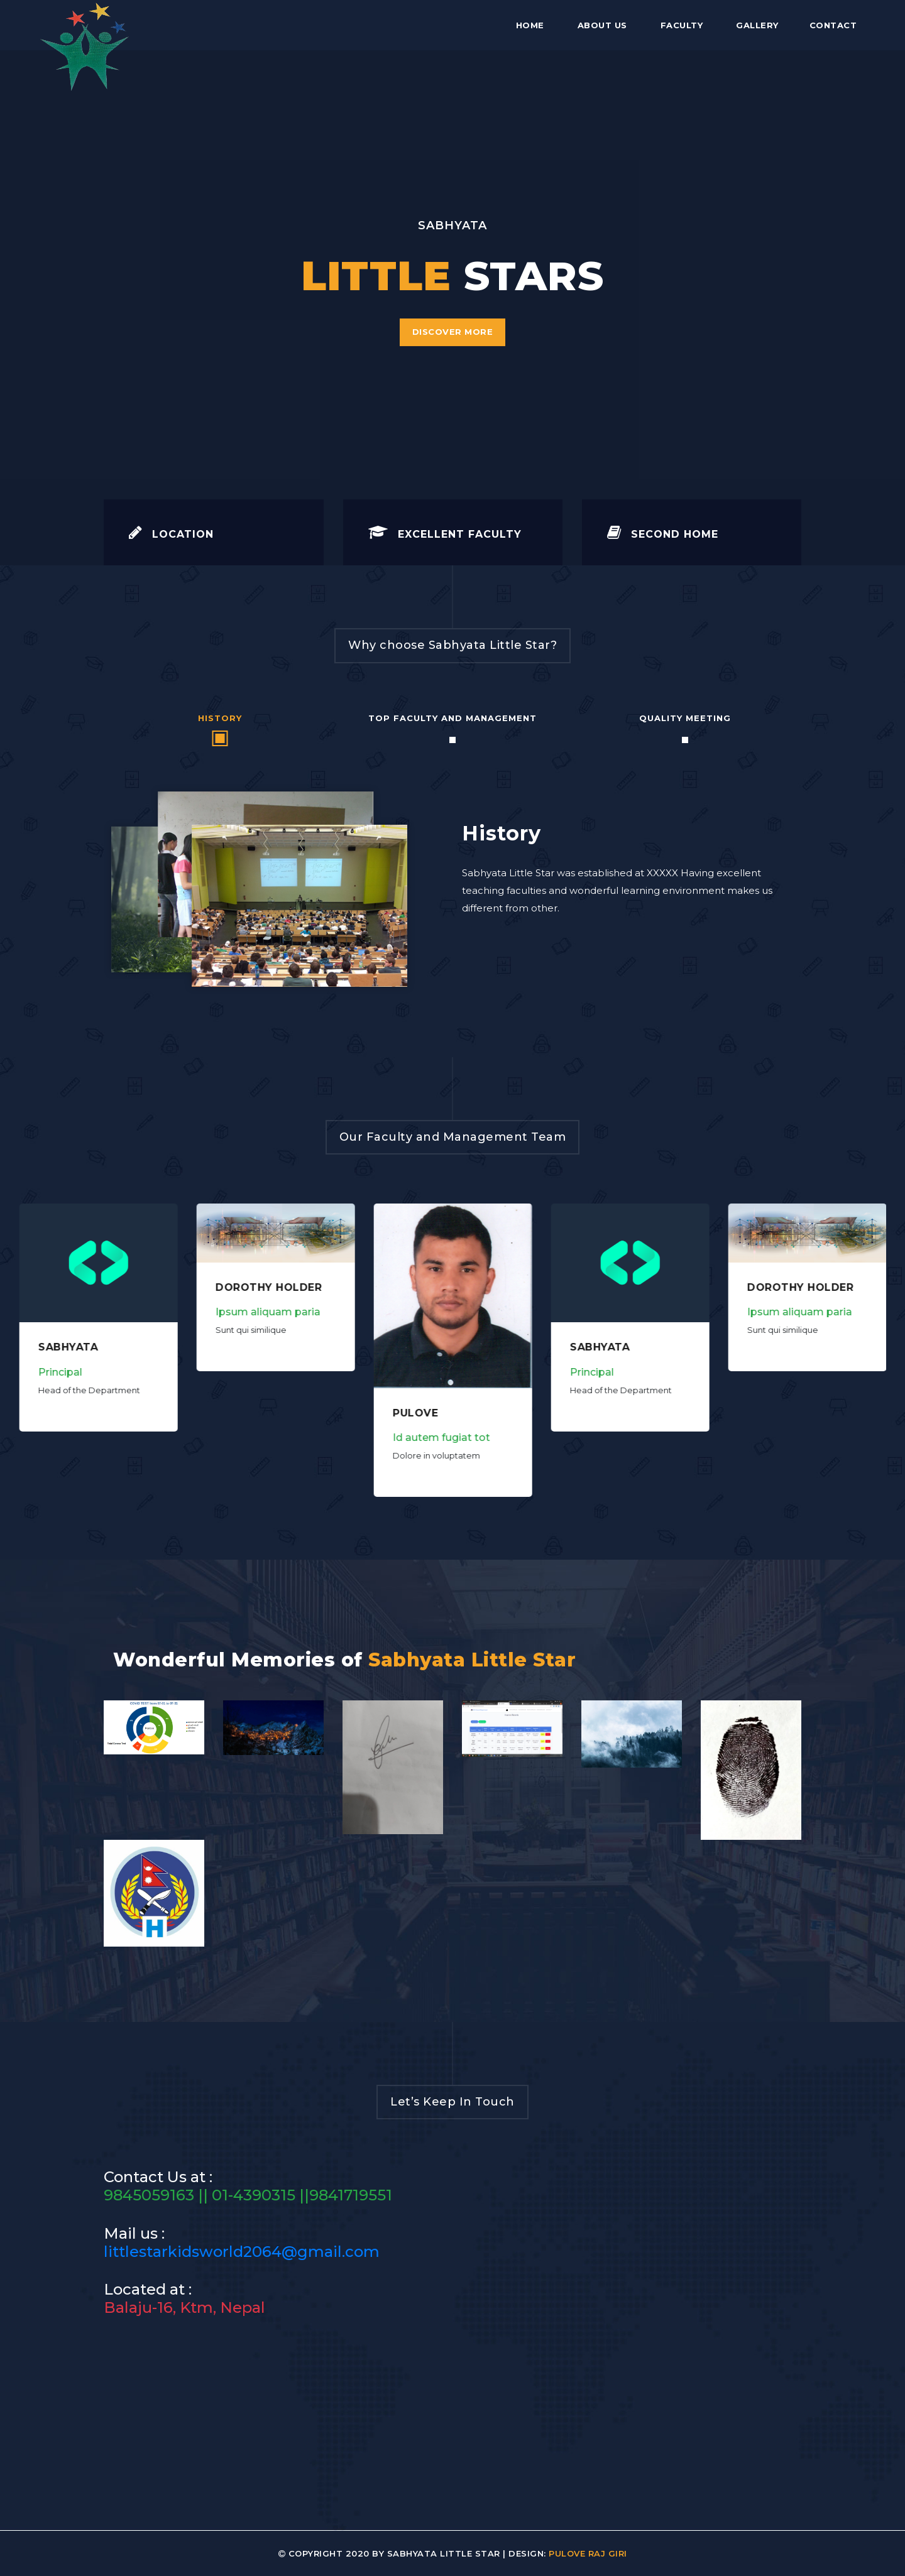 HOME
ABOUT US
FACULTY
GALLERY
CONTACT
SABHYATA
LITTLE STARS
DISCOVER MORE
LOCATION
EXCELLENT FACULTY
SECOND HOME
Why choose Sabhyata Little Star?
HISTORY
TOP FACULTY AND MANAGEMENT
QUALITY MEETING
History
Sabhyata Little Star was established at XXXXX Having excellent
teaching faculties and wonderful learning environment makes us
different from other.
Our Faculty and Management Team
SABHYATA
Principal
Head of the Department
DOROTHY HOLDER
Ipsum aliquam paria
Sunt qui similique
PULOVE
Id autem fugiat tot
Dolore in voluptatem
SABHYATA
Principal
Head of the Department
DOROTHY HOLDER
Ipsum aliquam paria
Sunt qui similique
Wonderful Memories of Sabhyata Little Star
H
Let's Keep In Touch
Contact Us at :
9845059163 || 01-4390315 ||9841719551
Mail us :
littlestarkidsworld2064@gmail.com
Located at :
Balaju-16, Ktm, Nepal
© COPYRIGHT 2020 BY SABHYATA LITTLE STAR | DESIGN: PULOVE RAJ GIRI